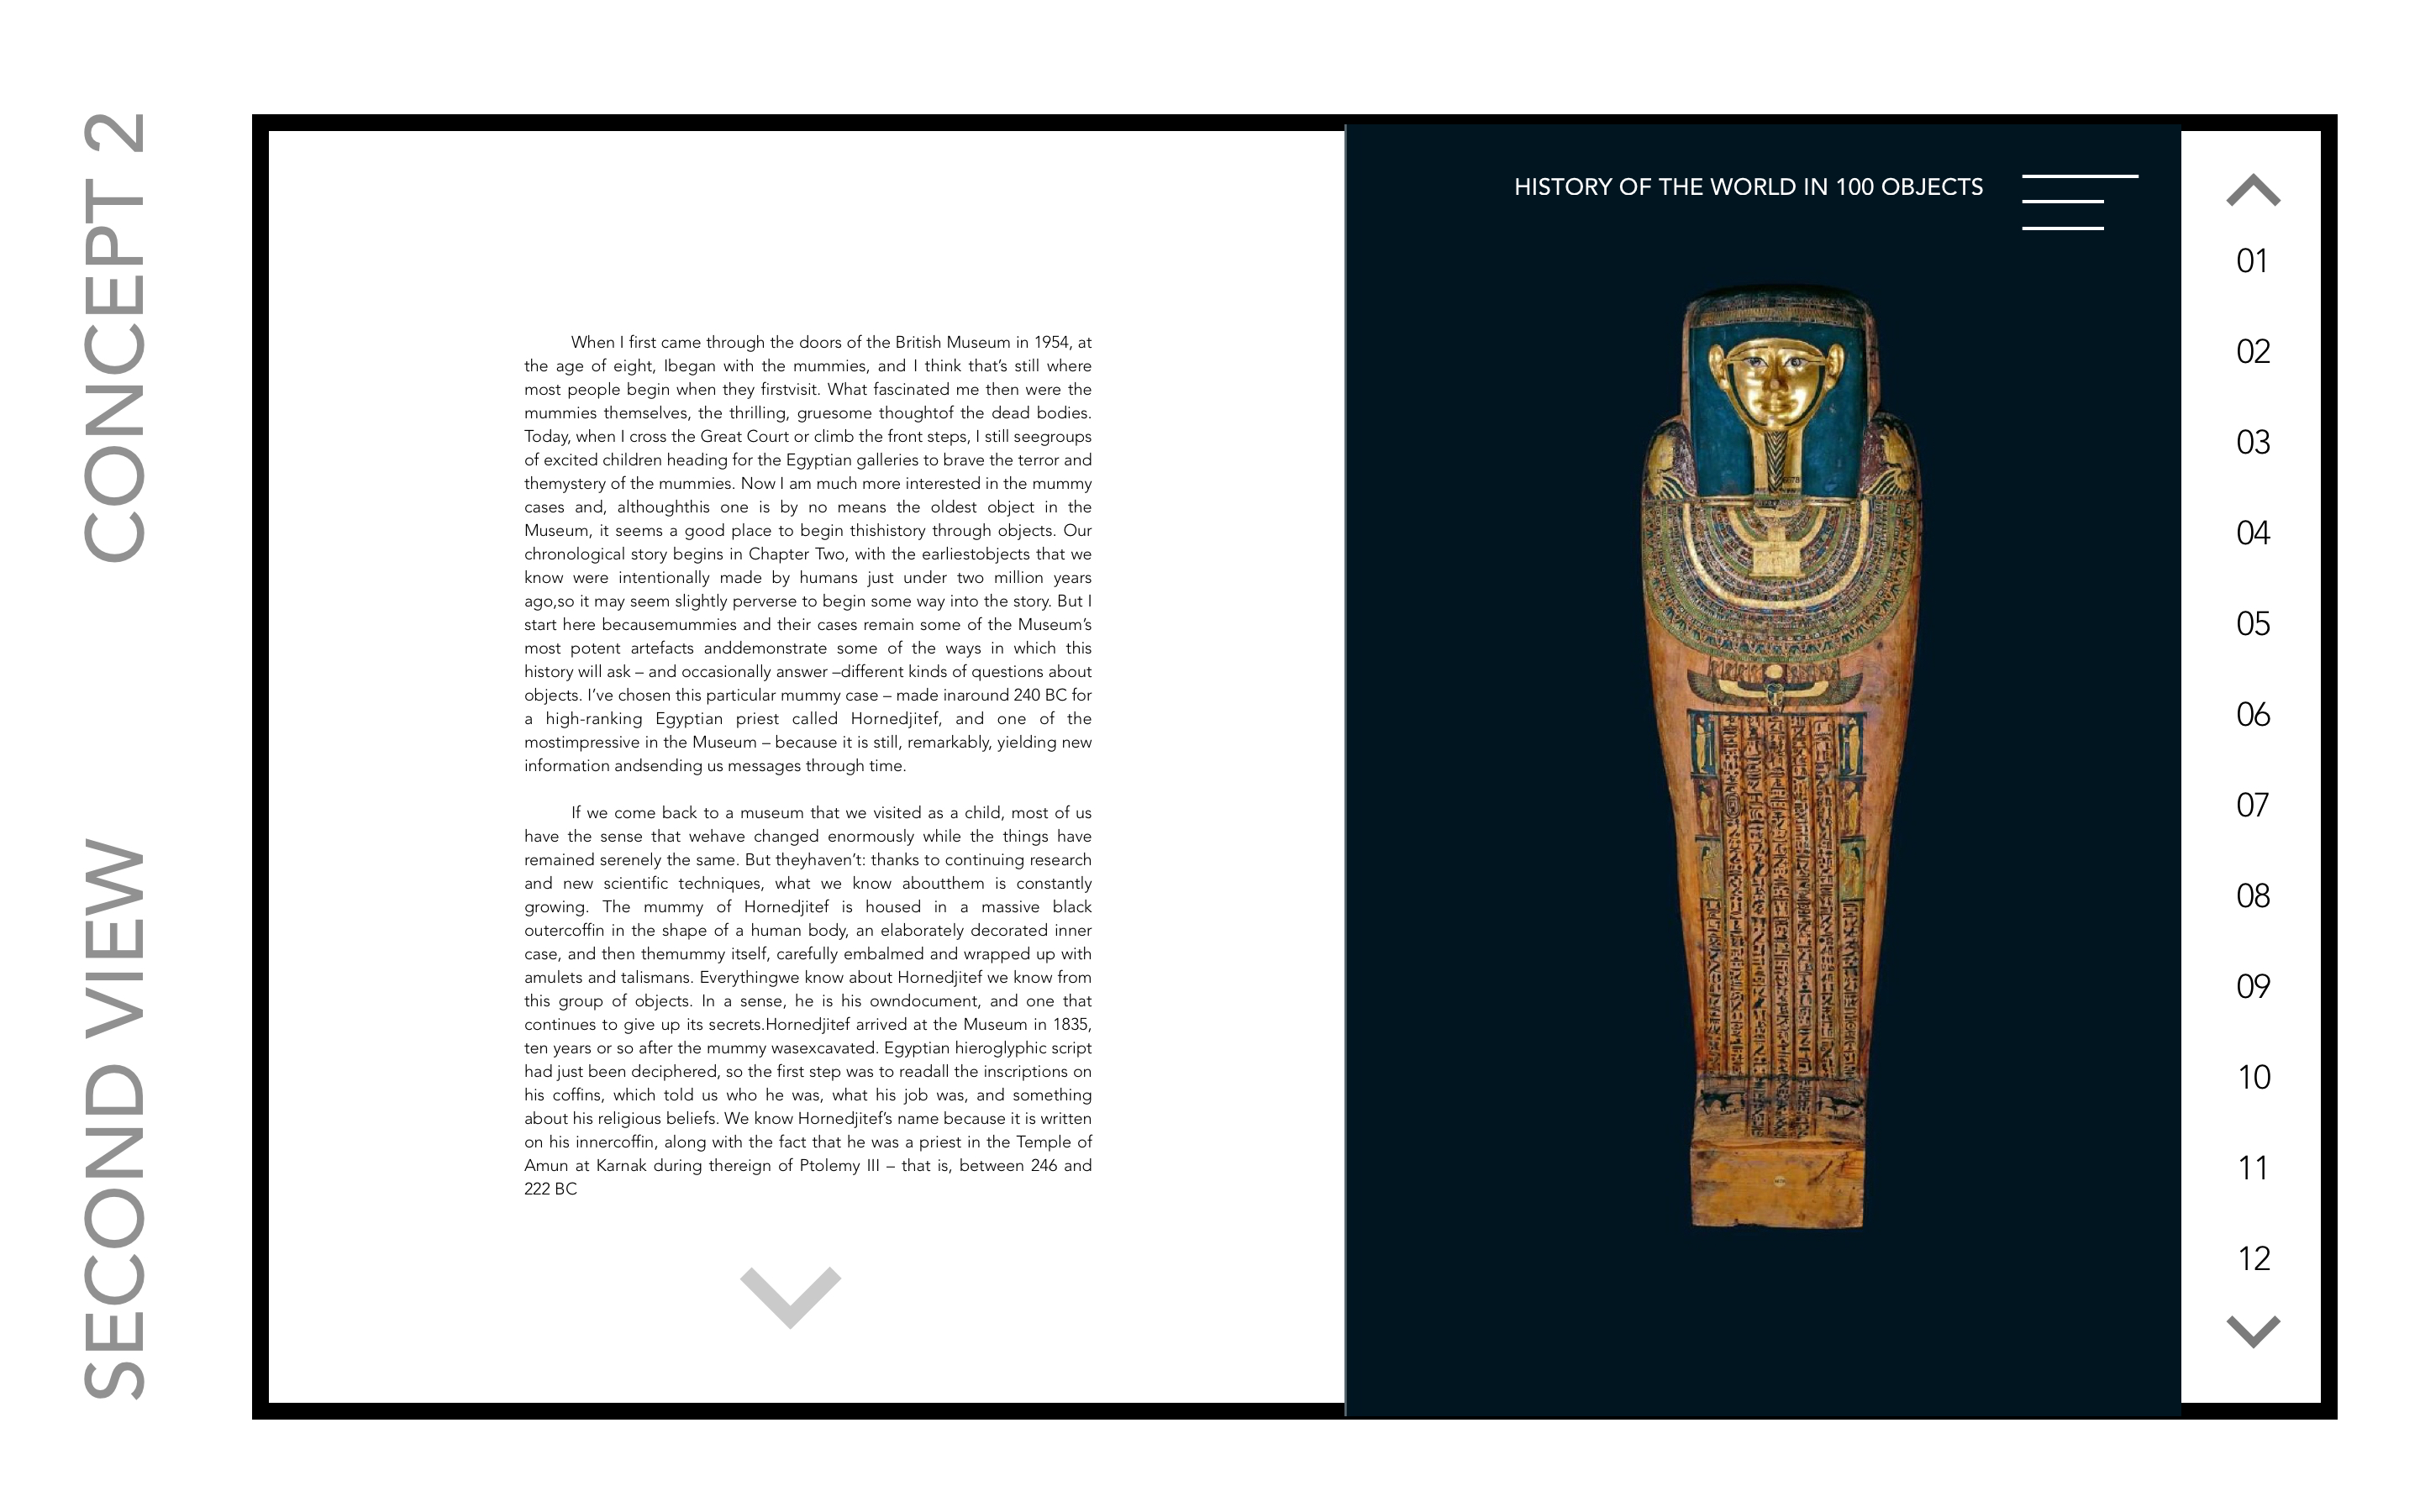 CONCEPT 2
SECOND VIEW
When I first came through the doors of the British Museum in 1954, at
the age of eight, Ibegan with the mummies, and I think that’s still where
most people begin when they firstvisit. What fascinated me then were the
mummies themselves, the thrilling, gruesome thoughtof the dead bodies.
Today, when I cross the Great Court or climb the front steps, I still seegroups
of excited children heading for the Egyptian galleries to brave the terror and
themystery of the mummies. Now I am much more interested in the mummy
cases and, althoughthis one is by no means the oldest object in the
Museum, it seems a good place to begin thishistory through objects. Our
chronological story begins in Chapter Two, with the earliestobjects that we
know were intentionally made by humans just under two million years
ago,so it may seem slightly perverse to begin some way into the story. But I
start here becausemummies and their cases remain some of the Museum’s
most potent artefacts anddemonstrate some of the ways in which this
history will ask – and occasionally answer –different kinds of questions about
objects. I’ve chosen this particular mummy case – made inaround 240 BC for
a high-ranking Egyptian priest called Hornedjitef, and one of the
mostimpressive in the Museum – because it is still, remarkably, yielding new
information andsending us messages through time.
If we come back to a museum that we visited as a child, most of us
have the sense that wehave changed enormously while the things have
remained serenely the same. But theyhaven’t: thanks to continuing research
and new scientific techniques, what we know aboutthem is constantly
growing. The mummy of Hornedjitef is housed in a massive black
outercoffin in the shape of a human body, an elaborately decorated inner
case, and then themummy itself, carefully embalmed and wrapped up with
amulets and talismans. Everythingwe know about Hornedjitef we know from
this group of objects. In a sense, he is his owndocument, and one that
continues to give up its secrets.Hornedjitef arrived at the Museum in 1835,
ten years or so after the mummy wasexcavated. Egyptian hieroglyphic script
had just been deciphered, so the first step was to readall the inscriptions on
his coffins, which told us who he was, what his job was, and something
about his religious beliefs. We know Hornedjitef’s name because it is written
on his innercoffin, along with the fact that he was a priest in the Temple of
Amun at Karnak during thereign of Ptolemy III – that is, between 246 and
222 BC
HISTORY OF THE WORLD IN 100 OBJECTS
01
02
03
04
05
06
07
08
09
10
11
12